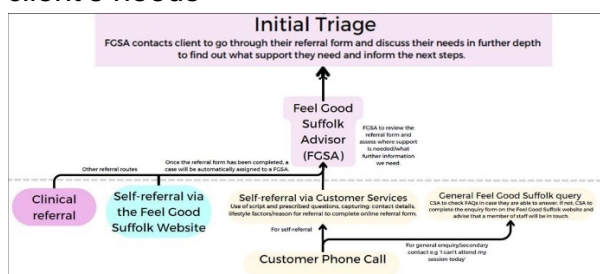 client's needs
Initial Triage
FGSA contacts client to go through their referral form and discuss their needs in further depth
to find out what support they need and inform the next steps.
Feel Good
Suffolk
Advisor
(FGSA)
FGSA to review the
referral form and
assess where support
is needed/what
further information
we need.
Other referral routes
Once the referral form has been completed, a
case will be automatically assigned to a FGSA.
Clinical
referral
Self-referral via
the Feel Good
Suffolk Website
Self-referral via Customer Services
Use of script and prescribed questions, capturing: contact details,
lifestyle factors/reason for referral to complete online referral form.
General Feel Good Suffolk query
CSA to check FAQs in case they are able to answer. If not, CSA to
complete the enquiry form on the Feel Good Suffolk website and
advise that a member of staff will be in touch.
For self-referral
For general enquiry/secondary
contact e.g 'I can't attend my
session today'
Customer Phone Call